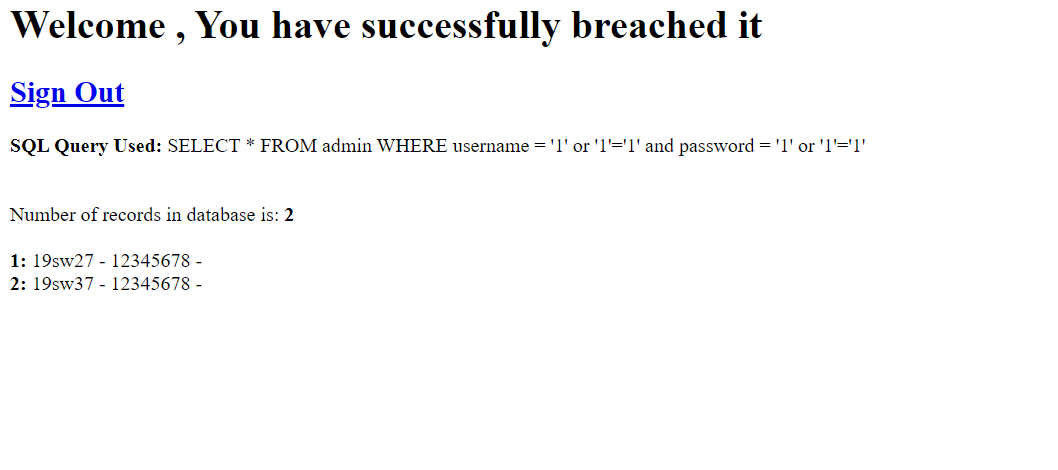 Welcome , You have successfully breached it
Sign Out
SQL Query Used: SELECT * FROM admin WHERE username = '1' or '1'='1' and password = '1' or '1'='1'
Number of records in database is: 2
1: 19sw27 - 12345678 -
2: 19sw37 - 12345678 -